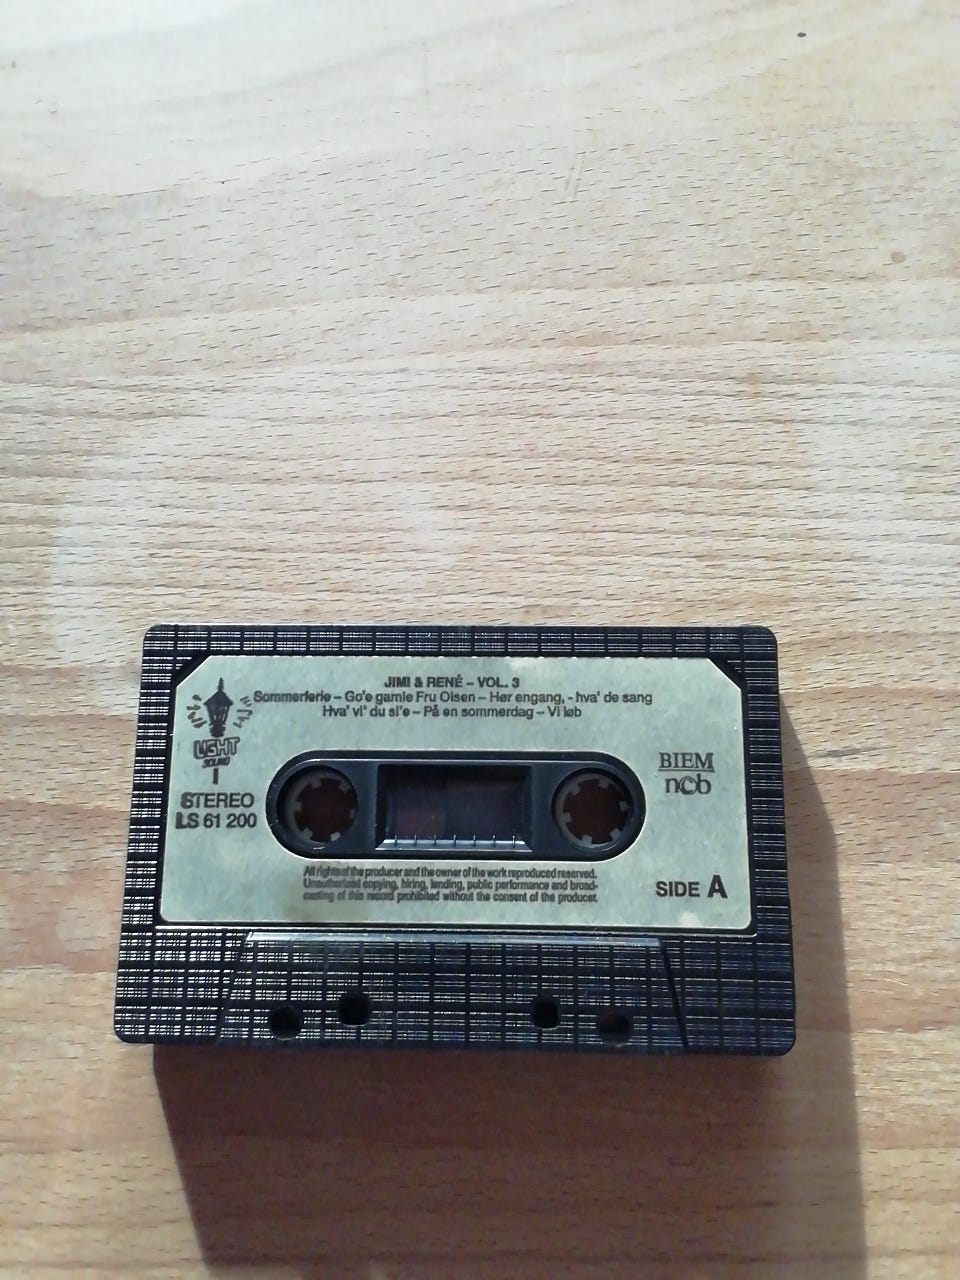 JIMI & RENÉ – VOL. 3
Sommerferie – Go'e gamle Fru Olsen – Hør engang, - hva' de sang
Hva' vi' du si'e – På en sommerdag – Vi løb
LIGHT
SOUND
BIEM
ncb
STEREO
LS 61 200
All rights of the producer and the owner of the work reproduced reserved.
Unauthorised copying, hiring, lending, public performance and broad-
casting of this record prohibited without the consent of the producer.
SIDE A